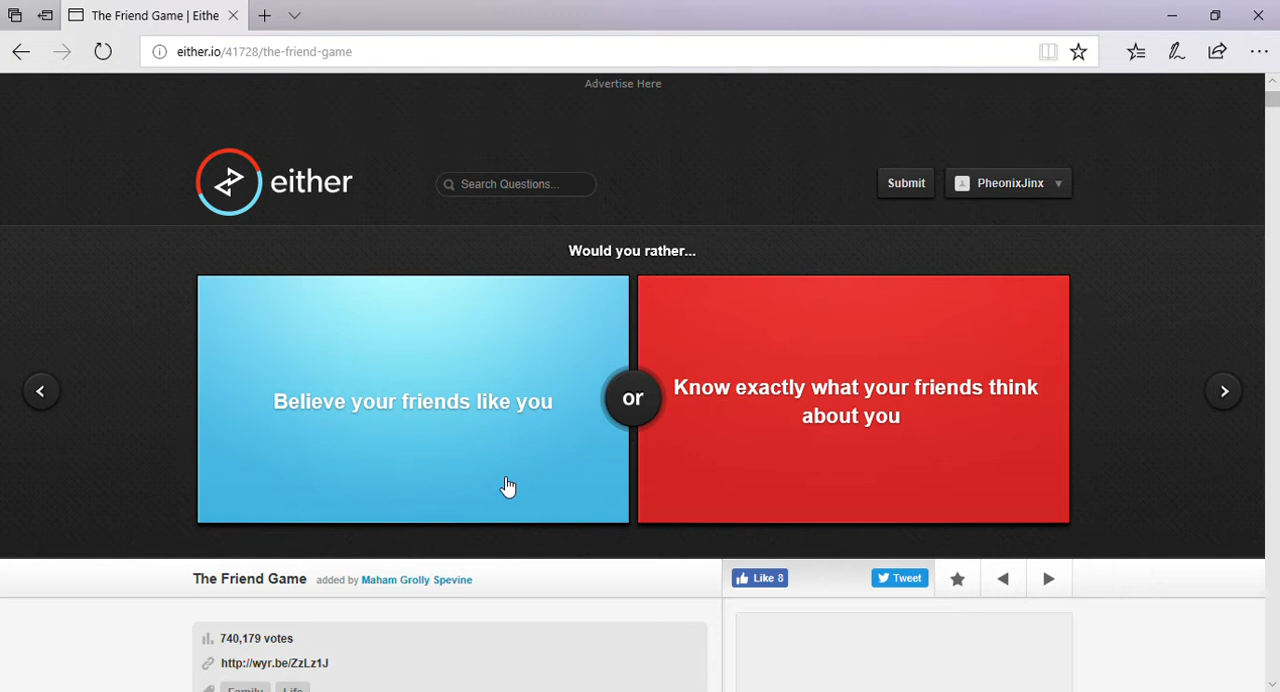 The Friend Game | Eithe
either.io/41728/the-friend-game
Advertise Here
either
Search Questions...
Submit
PheonixJinx
Would you rather...
Believe your friends like you
or
Know exactly what your friends think
about you
The Friend Game added by Maham Grolly Spevine
Like 8
Tweet
740,179 votes
http://wyr.be/ZzLz1J
Family Life